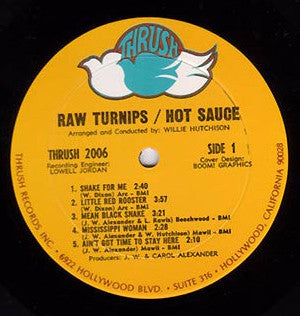 THRUSH
RAW TURNIPS / HOT SAUCE
Arranged and Conducted by: WILLIE HUTCHISON
THRUSH 2006
Recording Engineer:
LOWELL JORDAN
SIDE 1
Cover Design:
BOOM! GRAPHICS
1 SHAKE FOR ME 2:40
(W. Dixon) Arc - BMI
2 LITTLE RED ROOSTER 3:57
(W. Dixon) Arc - BMI
3 MEAN BLACK SNAKE 3:21
(J. W. Alexander & L. Rawls) Beechwood - BMI
4 MISSISSIPPI WOMAN 2:28
(J. W. Alexander & W. Hutchison) Mawil - BMI
5 AIN'T GOT TIME TO STAY HERE 2:51
(J. W. Alexander & W. Hutchison) Mawil - BMI
Producers: J. W. & CAROL ALEXANDER
THRUSH RECORDS INC. • 6922 HOLLYWOOD BLVD. • SUITE 316 • HOLLYWOOD, CALIFORNIA 90028